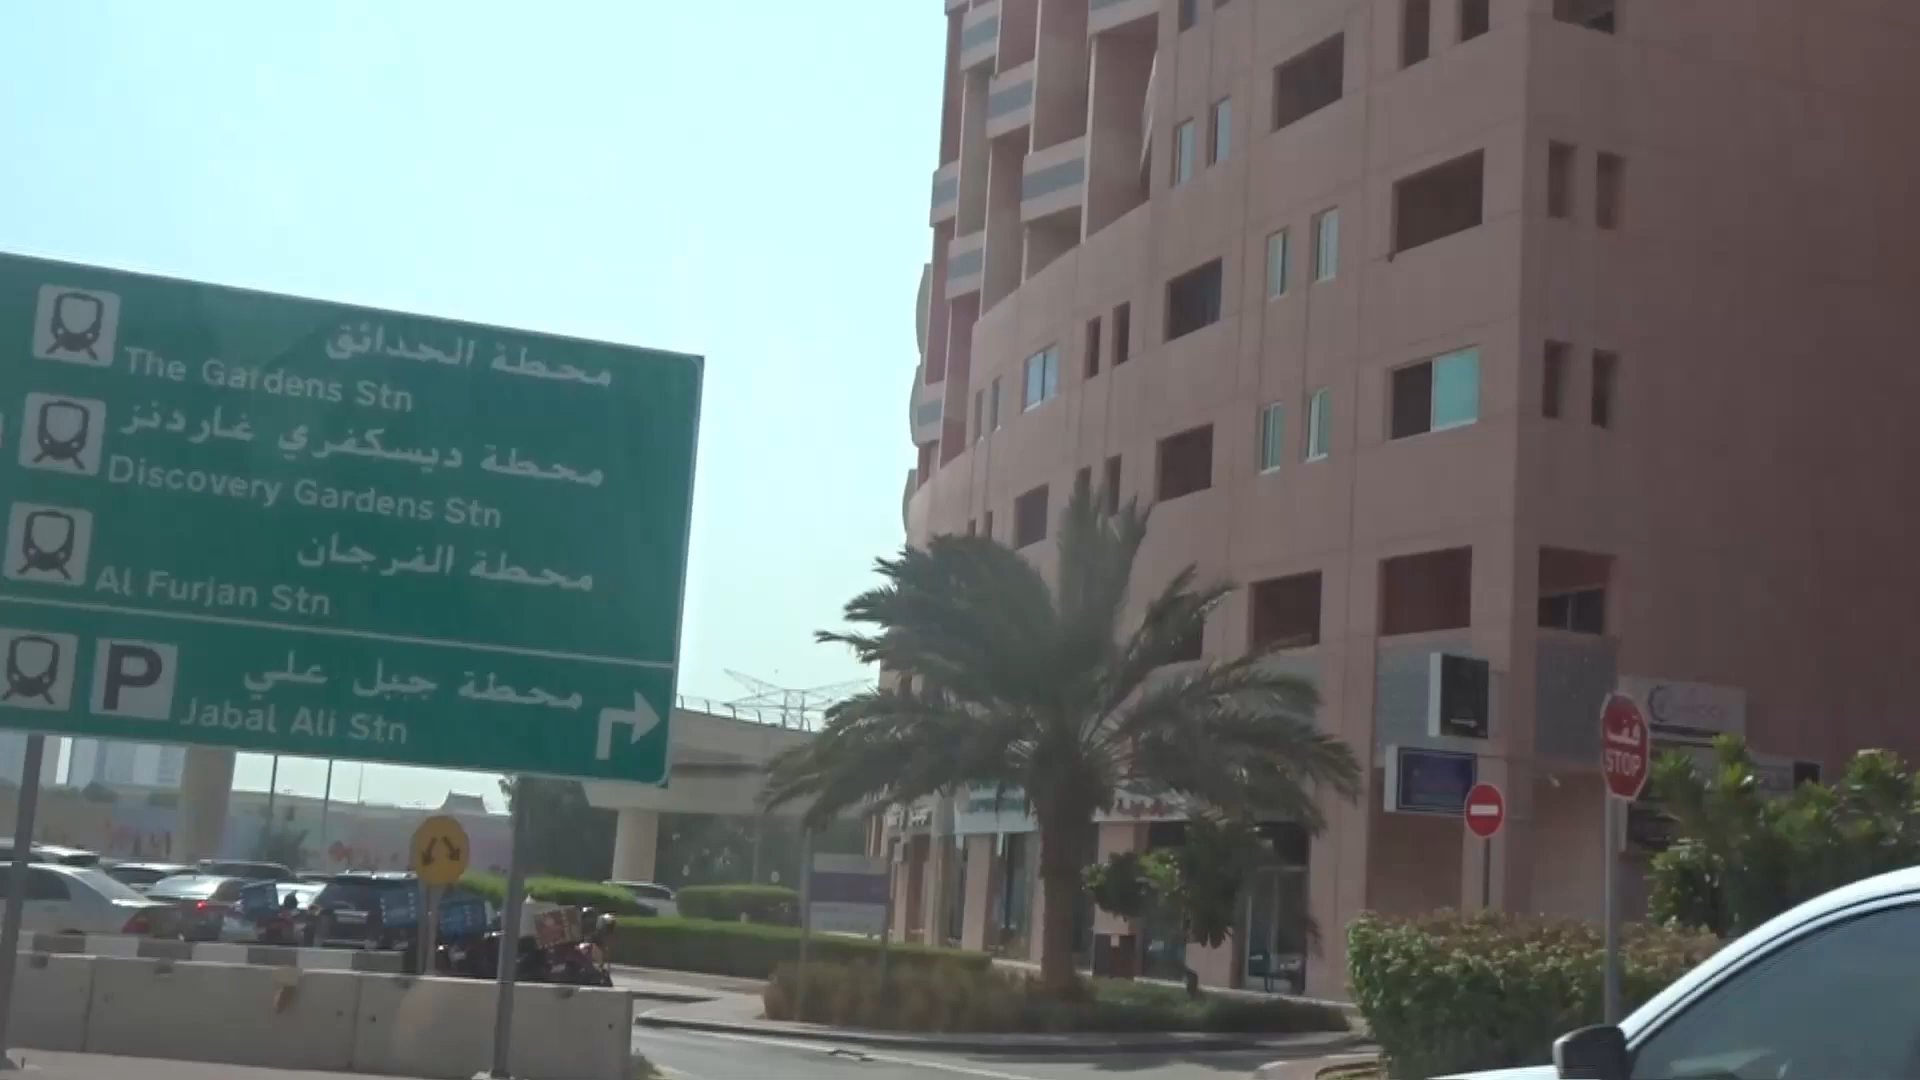 محطة الحدائق
The Gardens Stn
محطة ديسكفري غاردنز
Discovery Gardens Stn
محطة الفرجان
Al Furjan Stn
P
محطة جبل علي
Jabal Ali Stn
قف
STOP